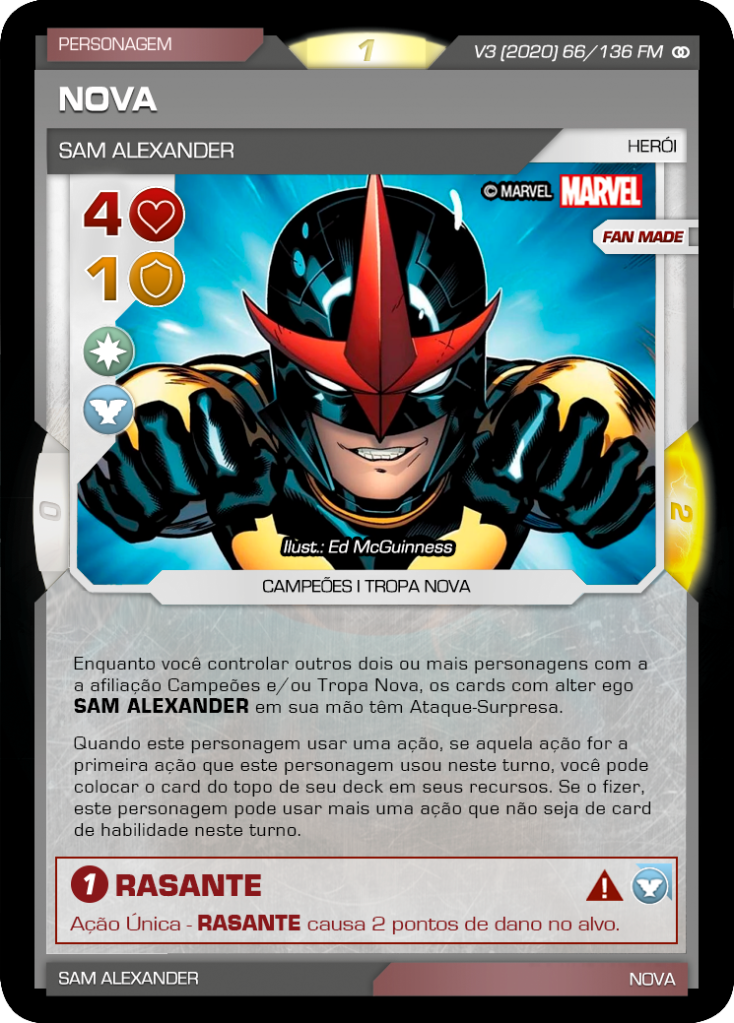 PERSONAGEM
1
V3 (2020) 66/136 FM
NOVA
SAM ALEXANDER
HERÓI
© MARVEL MARVEL
4
FAN MADE
1
0
2
Ilust.: Ed McGuinness
CAMPEÕES | TROPA NOVA
Enquanto você controlar outros dois ou mais personagens com a
a afiliação Campeões e/ou Tropa Nova, os cards com alter ego
SAM ALEXANDER em sua mão têm Ataque-Surpresa.
Quando este personagem usar uma ação, se aquela ação for a
primeira ação que este personagem usou neste turno, você pode
colocar o card do topo de seu deck em seus recursos. Se o fizer,
este personagem pode usar mais uma ação que não seja de card
de habilidade neste turno.
1 RASANTE
Ação Única - RASANTE causa 2 pontos de dano no alvo.
SAM ALEXANDER
NOVA